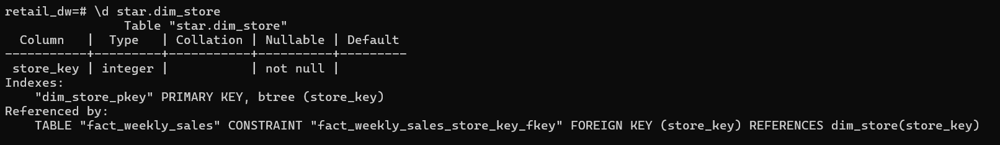 retail_dw=# \d star.dim_store
                Table "star.dim_store"
  Column   |  Type   | Collation | Nullable | Default
-----------+---------+-----------+----------+---------
 store_key | integer |           | not null |
Indexes:
    "dim_store_pkey" PRIMARY KEY, btree (store_key)
Referenced by:
    TABLE "fact_weekly_sales" CONSTRAINT "fact_weekly_sales_store_key_fkey" FOREIGN KEY (store_key) REFERENCES dim_store(store_key)